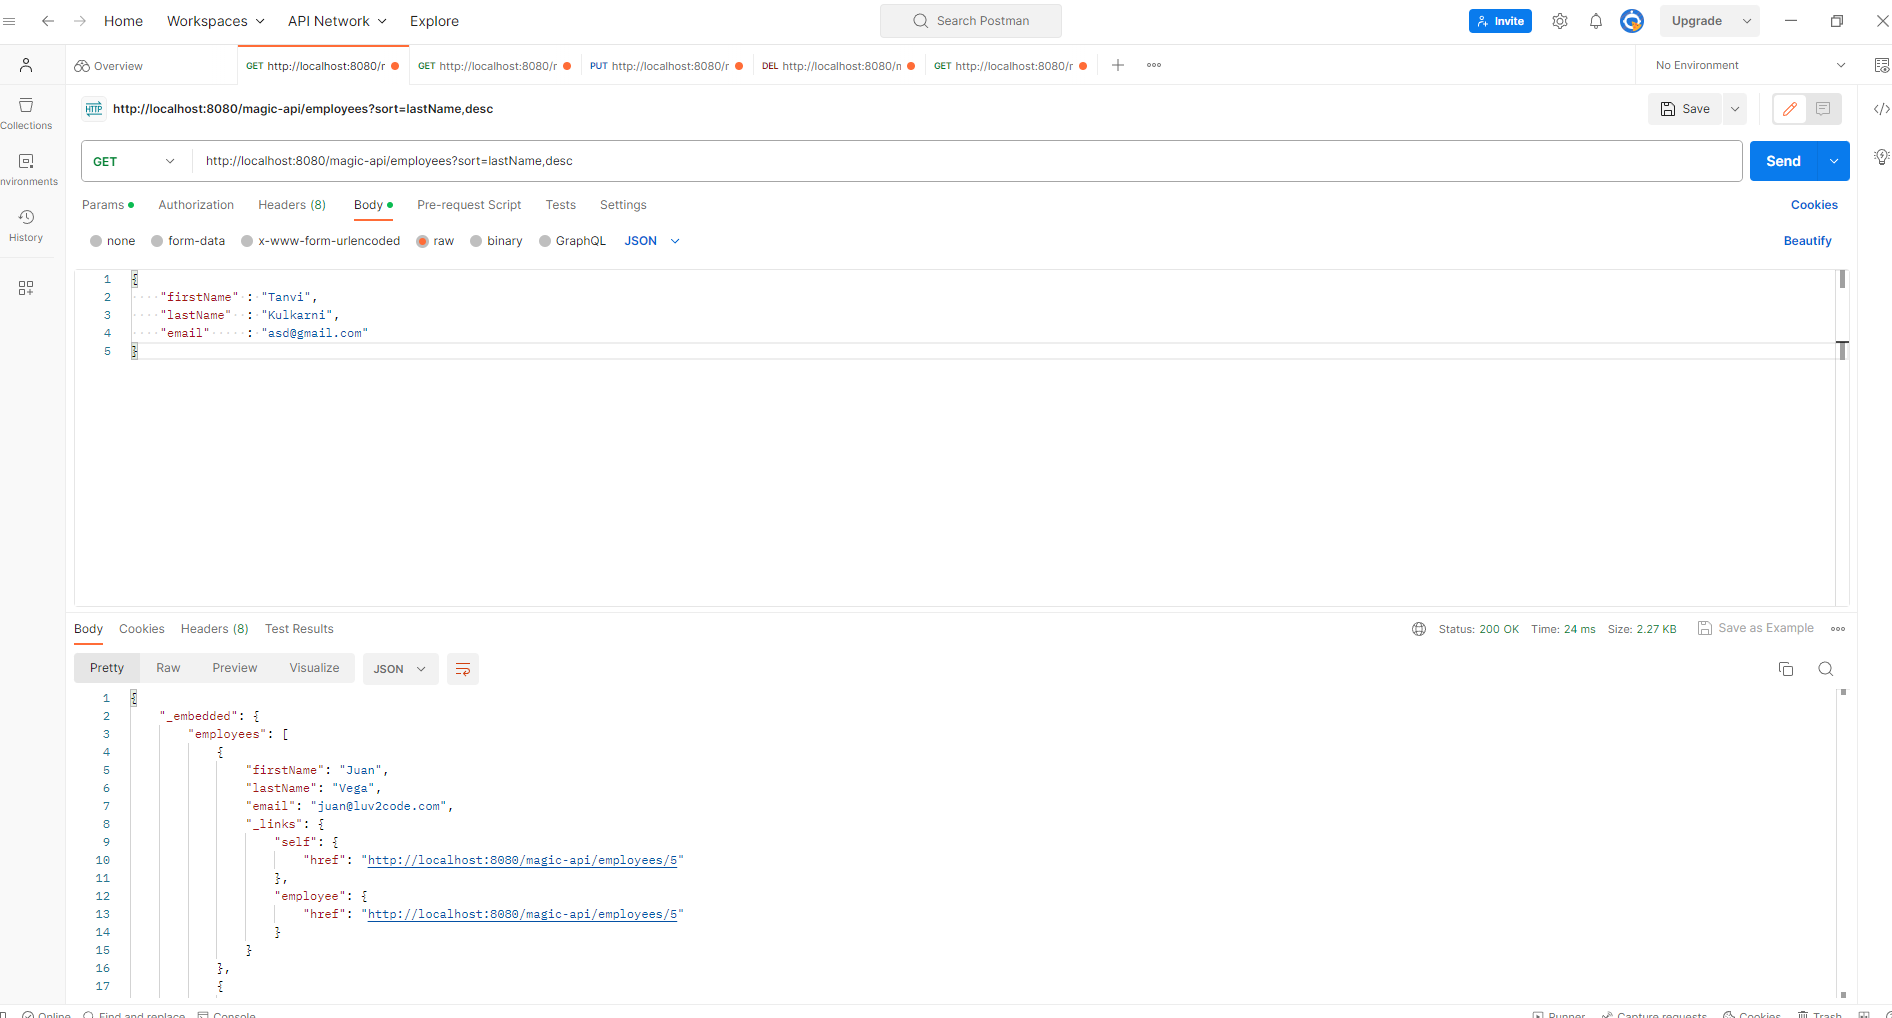 Home Workspaces API Network Explore Search Postman Invite Upgrade
Overview GET http://localhost:8080/r GET http://localhost:8080/r PUT http://localhost:8080/r DEL http://localhost:8080/n GET http://localhost:8080/r No Environment
HTTP http://localhost:8080/magic-api/employees?sort=lastName,desc Save
Collections
GET http://localhost:8080/magic-api/employees?sort=lastName,desc Send
nvironments
Params Authorization Headers (8) Body Pre-request Script Tests Settings Cookies
History
none form-data x-www-form-urlencoded raw binary GraphQL JSON Beautify
1 {
2 "firstName" : "Tanvi",
3 "lastName" : "Kulkarni",
4 "email" : "asd@gmail.com"
5 }
Body Cookies Headers (8) Test Results Status: 200 OK Time: 24 ms Size: 2.27 KB Save as Example
Pretty Raw Preview Visualize JSON
1 {
2 "_embedded": {
3 "employees": [
4 {
5 "firstName": "Juan",
6 "lastName": "Vega",
7 "email": "juan@luv2code.com",
8 "_links": {
9 "self": {
10 "href": "http://localhost:8080/magic-api/employees/5"
11 },
12 "employee": {
13 "href": "http://localhost:8080/magic-api/employees/5"
14 }
15 }
16 },
17 {
Online Find and replace Console Runner Capture requests Cookies Trash